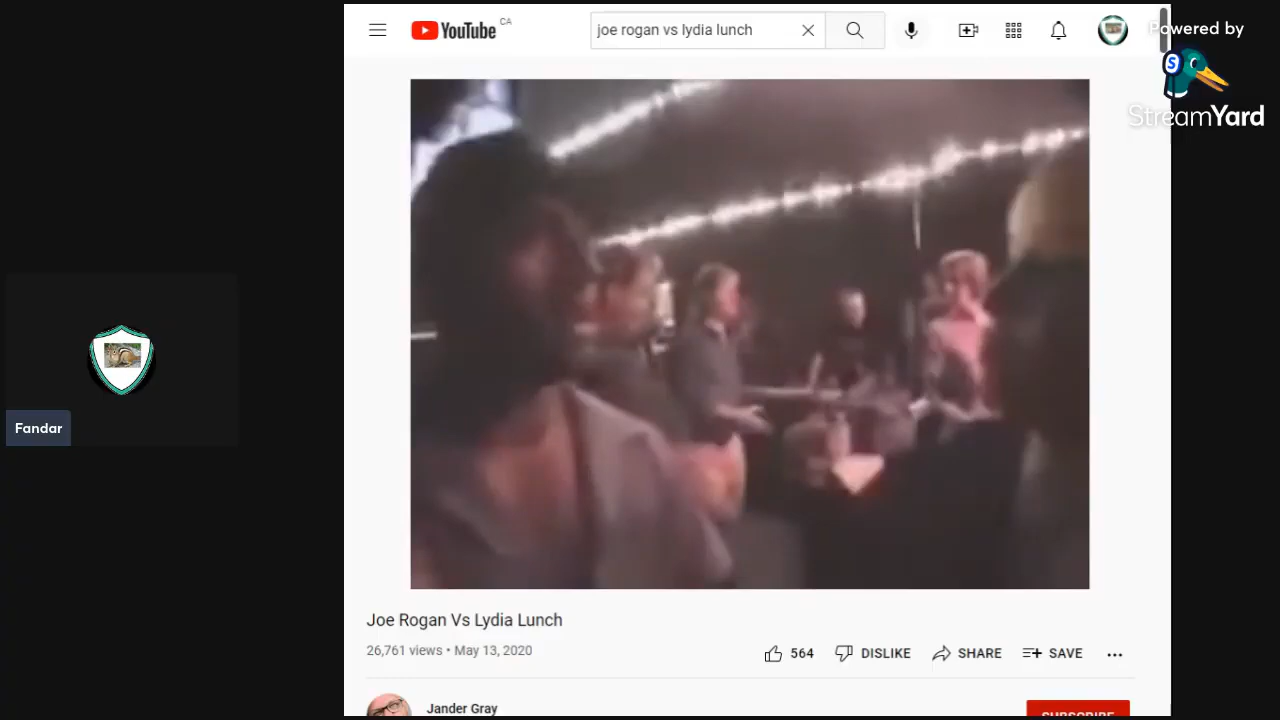 YouTube CA
joe rogan vs lydia lunch
Powered by
S
StreamYard
Fandar
Joe Rogan Vs Lydia Lunch
26,761 views • May 13, 2020
564 DISLIKE SHARE SAVE
Jander Gray
SUBSCRIBE